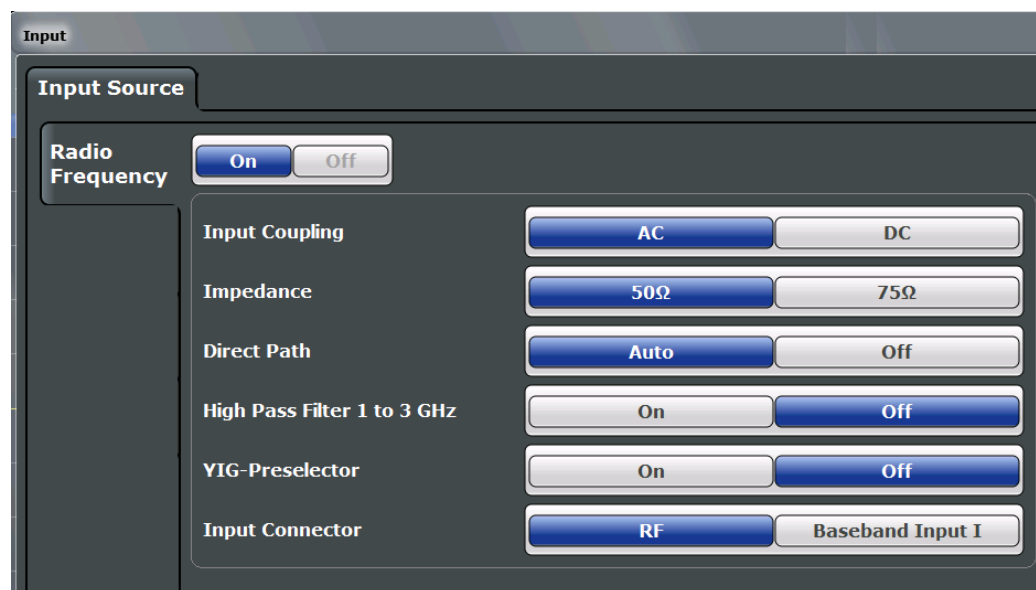 Input
Input Source
Radio
Frequency
On Off
Input Coupling AC DC
Impedance 50Ω 75Ω
Direct Path Auto Off
High Pass Filter 1 to 3 GHz On Off
YIG-Preselector On Off
Input Connector RF Baseband Input I